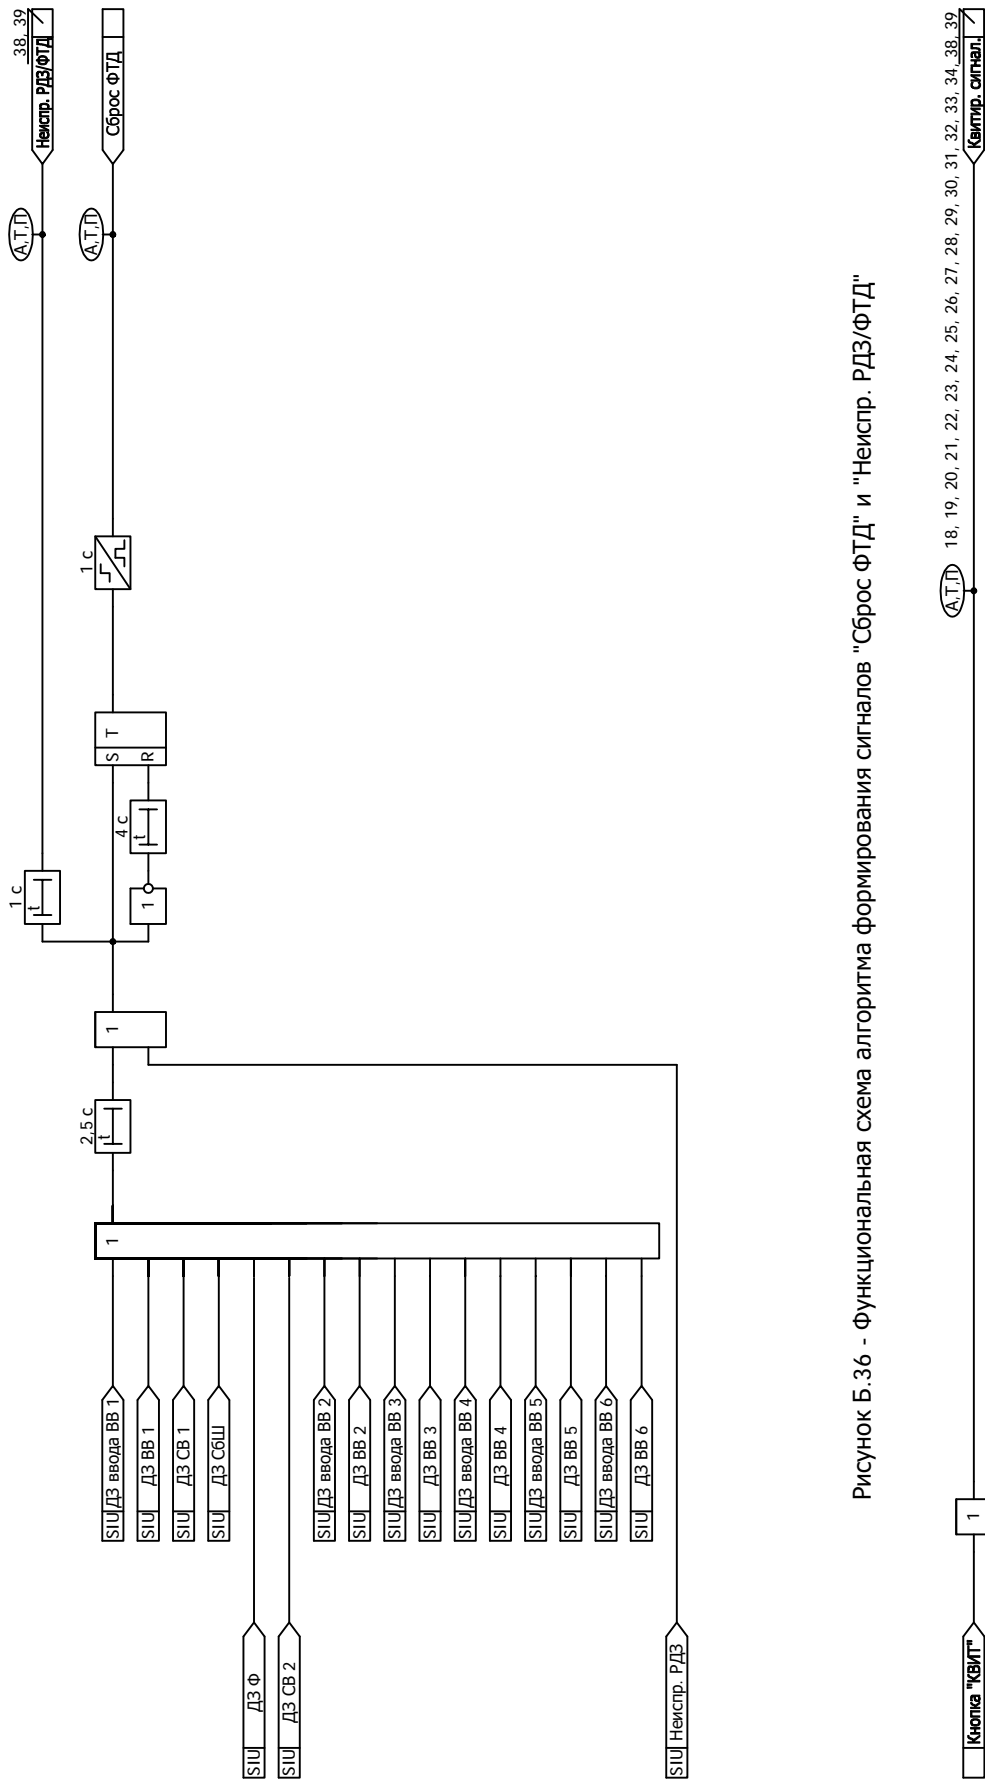 38, 39
Неиспр. РДЗ/ФТД
А,Т,П
1 с
t
Сброс ФТД
А,Т,П
1 с
T
S
R
4 с
t
1
1
2,5 с
t
1
SIU ДЗ ввода ВВ 1
SIU ДЗ ВВ 1
SIU ДЗ СВ 1
SIU ДЗ СбШ
SIU ДЗ Ф
SIU ДЗ СВ 2
SIU ДЗ ввода ВВ 2
SIU ДЗ ВВ 2
SIU ДЗ ввода ВВ 3
SIU ДЗ ВВ 3
SIU ДЗ ввода ВВ 4
SIU ДЗ ВВ 4
SIU ДЗ ввода ВВ 5
SIU ДЗ ВВ 5
SIU ДЗ ввода ВВ 6
SIU ДЗ ВВ 6
SIU Неиспр. РДЗ
Рисунок Б.36 - Функциональная схема алгоритма формирования сигналов "Сброс ФТД" и "Неиспр. РДЗ/ФТД"
Кнопка "КВИТ"
1
А,Т,П
18, 19, 20, 21, 22, 23, 24, 25, 26, 27, 28, 29, 30, 31, 32, 33, 34, 38, 39
Квитир. сигнал.